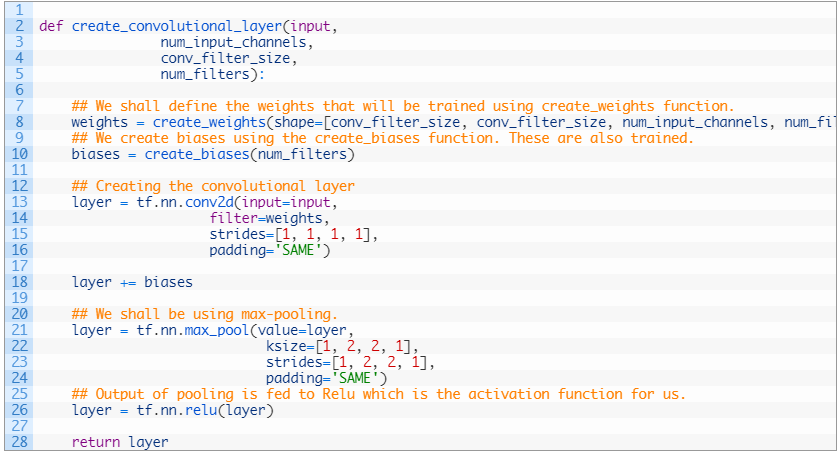 1
2 def create_convolutional_layer(input,
3                num_input_channels,
4                conv_filter_size,
5                num_filters):
6
7     ## We shall define the weights that will be trained using create_weights function.
8     weights = create_weights(shape=[conv_filter_size, conv_filter_size, num_input_channels, num_fil
9     ## We create biases using the create_biases function. These are also trained.
10     biases = create_biases(num_filters)
11
12     ## Creating the convolutional layer
13     layer = tf.nn.conv2d(input=input,
14                      filter=weights,
15                      strides=[1, 1, 1, 1],
16                      padding='SAME')
17
18     layer += biases
19
20     ## We shall be using max-pooling.
21     layer = tf.nn.max_pool(value=layer,
22                             ksize=[1, 2, 2, 1],
23                             strides=[1, 2, 2, 1],
24                             padding='SAME')
25     ## Output of pooling is fed to Relu which is the activation function for us.
26     layer = tf.nn.relu(layer)
27
28     return layer